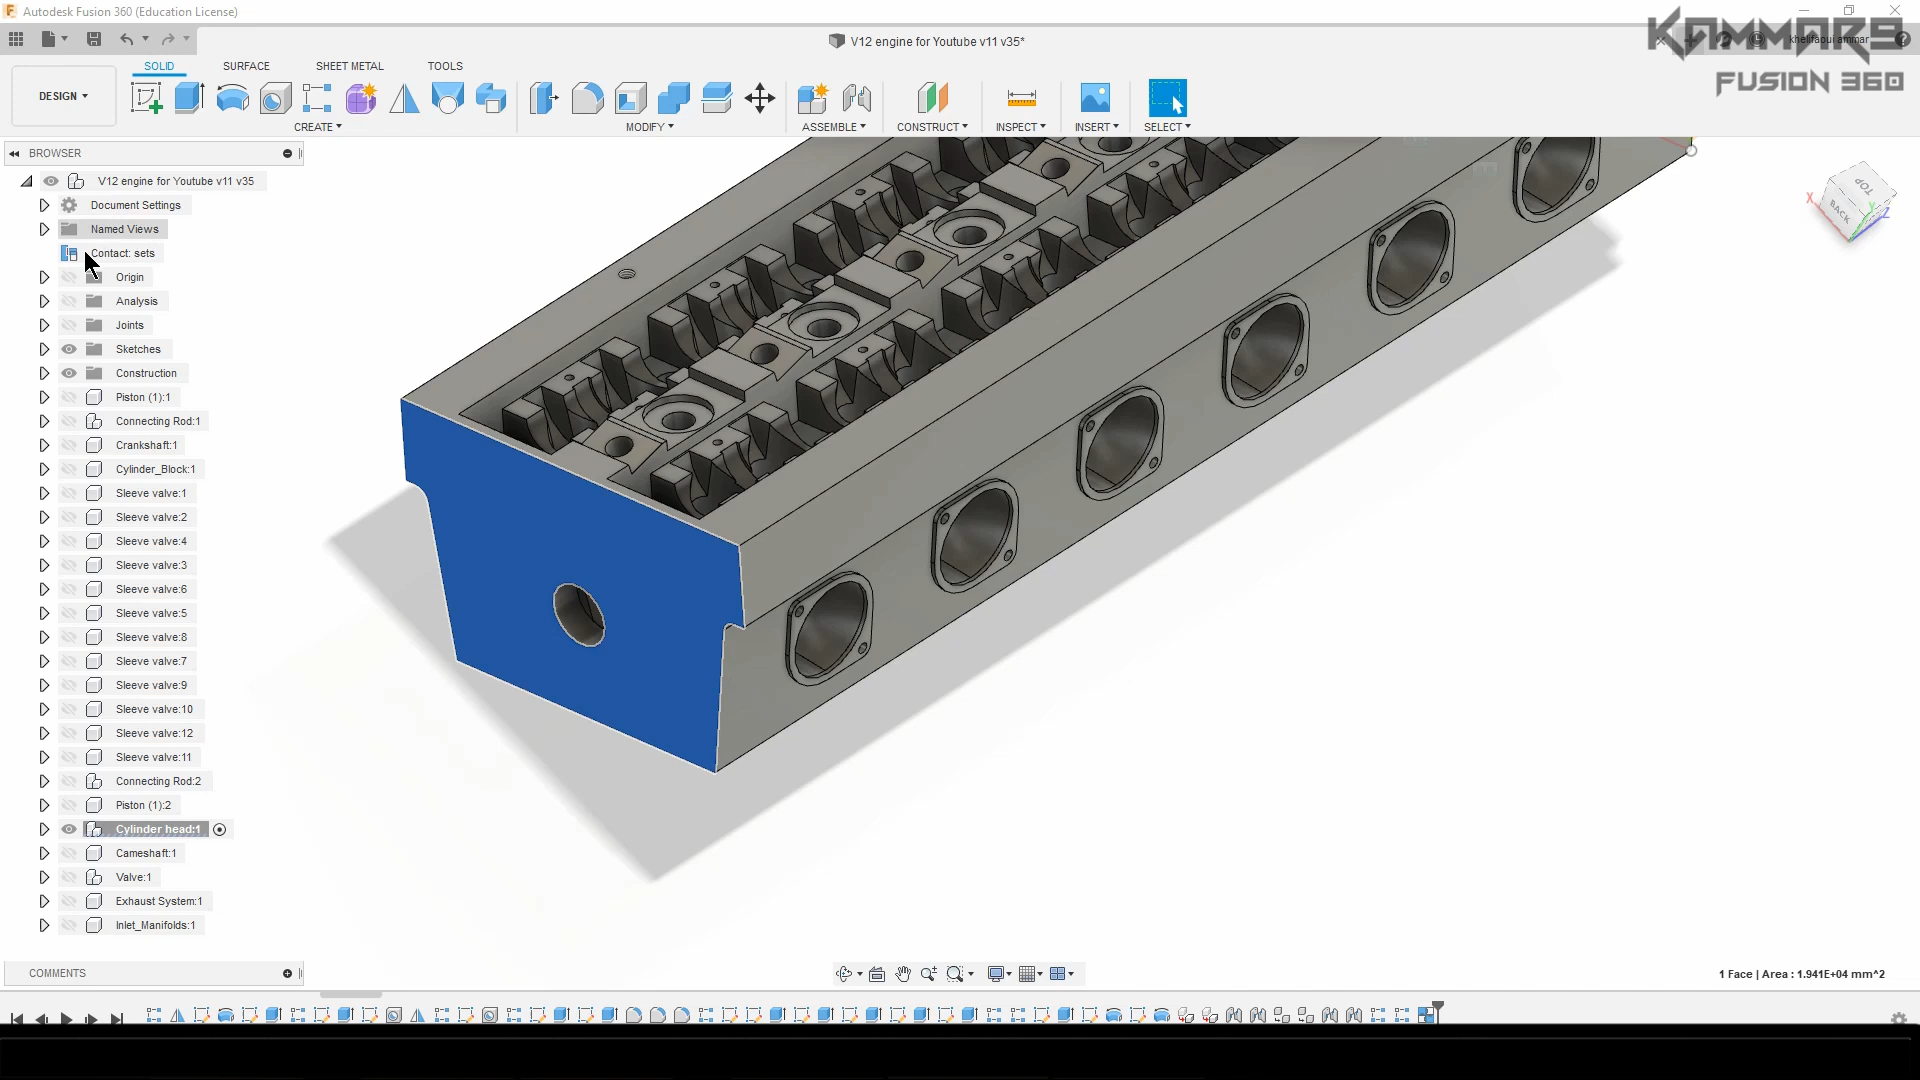 Autodesk Fusion 360 (Education License)
V12 engine for Youtube v11 v35*
khelifaoui ammar
KAMMAR9
FUSION 360
SOLID
SURFACE
SHEET METAL
TOOLS
DESIGN
CREATE
MODIFY
ASSEMBLE
CONSTRUCT
INSPECT
INSERT
SELECT
BROWSER
V12 engine for Youtube v11 v35
Document Settings
Named Views
Contact: sets
Origin
Analysis
Joints
Sketches
Construction
Piston (1):1
Connecting Rod:1
Crankshaft:1
Cylinder_Block:1
Sleeve valve:1
Sleeve valve:2
Sleeve valve:4
Sleeve valve:3
Sleeve valve:6
Sleeve valve:5
Sleeve valve:8
Sleeve valve:7
Sleeve valve:9
Sleeve valve:10
Sleeve valve:12
Sleeve valve:11
Connecting Rod:2
Piston (1):2
Cylinder head:1
Cameshaft:1
Valve:1
Exhaust System:1
Inlet_Manifolds:1
TOP
BACK
X
Y
Z
COMMENTS
1 Face | Area : 1.941E+04 mm^2